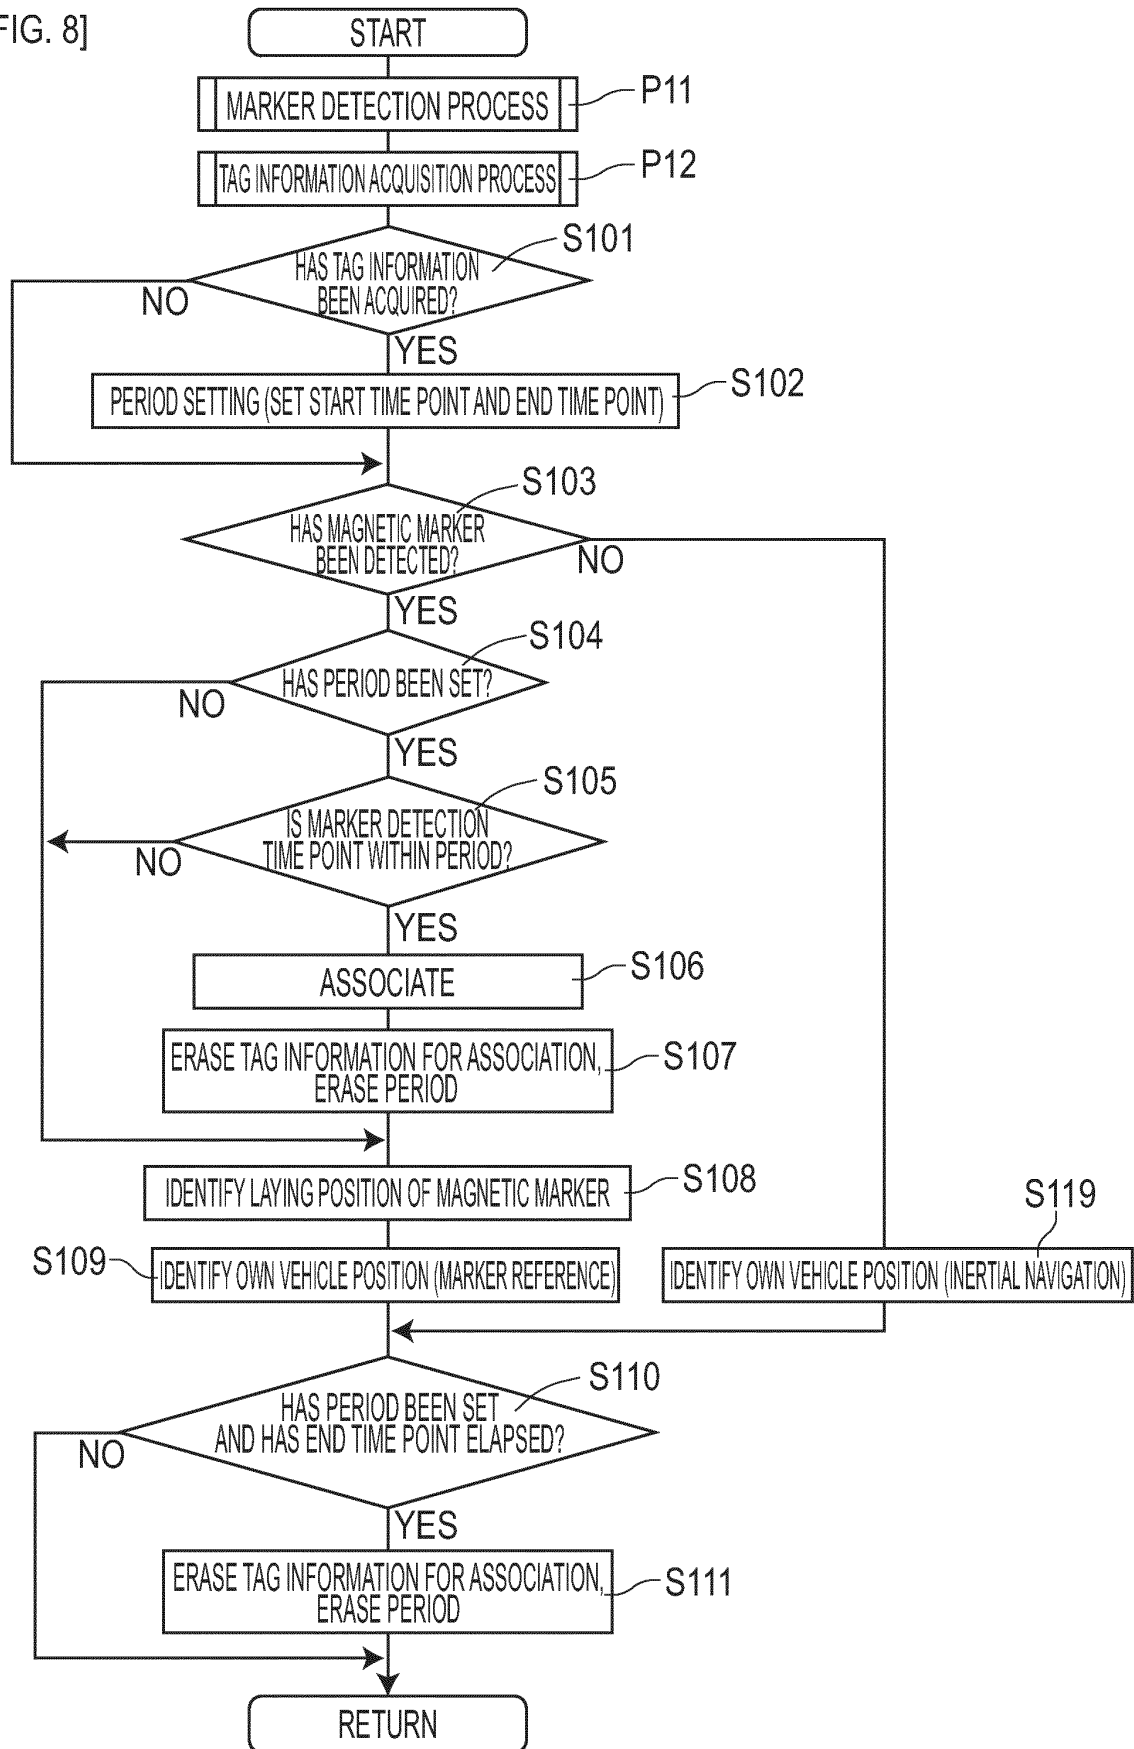 FIG. 8]
START
MARKER DETECTION PROCESS
P11
TAG INFORMATION ACQUISITION PROCESS
P12
S101
HAS TAG INFORMATION
BEEN ACQUIRED?
NO
YES
S102
PERIOD SETTING (SET START TIME POINT AND END TIME POINT)
S103
HAS MAGNETIC MARKER
BEEN DETECTED?
NO
YES
S104
HAS PERIOD BEEN SET?
NO
YES
S105
IS MARKER DETECTION
TIME POINT WITHIN PERIOD?
NO
YES
S106
ASSOCIATE
ERASE TAG INFORMATION FOR ASSOCIATION,
ERASE PERIOD
S107
IDENTIFY LAYING POSITION OF MAGNETIC MARKER
S108
S119
S109
IDENTIFY OWN VEHICLE POSITION (MARKER REFERENCE)
IDENTIFY OWN VEHICLE POSITION (INERTIAL NAVIGATION)
S110
HAS PERIOD BEEN SET
AND HAS END TIME POINT ELAPSED?
NO
YES
ERASE TAG INFORMATION FOR ASSOCIATION,
ERASE PERIOD
S111
RETURN